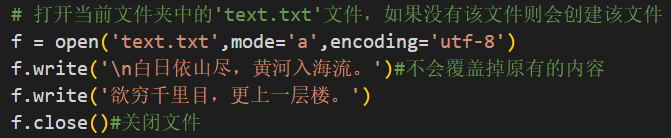 # 打开当前文件夹中的'text.txt'文件，如果没有该文件则会创建该文件
f = open('text.txt',mode='a',encoding='utf-8')
f.write('\n白日依山尽，黄河入海流。')#不会覆盖掉原有的内容
f.write('欲穷千里目，更上一层楼。')
f.close()#关闭文件